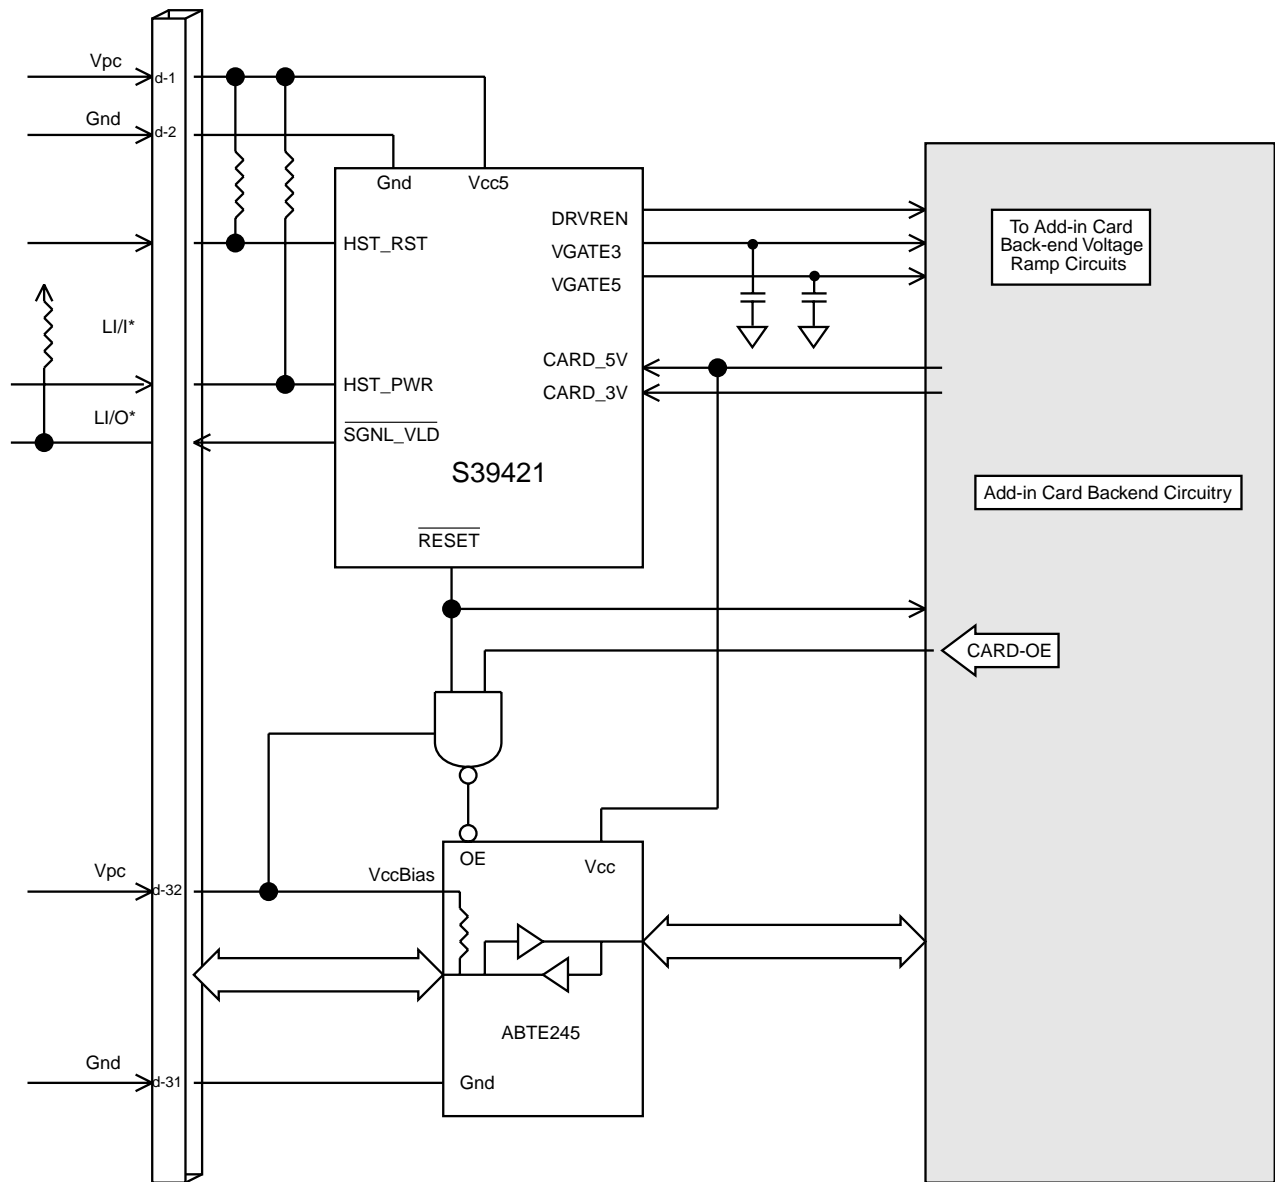 Vpc
d-1
Gnd
d-2
Gnd
Vcc5
DRVREN
HST_RST
VGATE3
VGATE5
To Add-in Card
Back-end Voltage
Ramp Circuits
LI/I*
CARD_5V
HST_PWR
CARD_3V
LI/O*
SGNL_VLD
S39421
Add-in Card Backend Circuitry
RESET
CARD-OE
OE
Vcc
Vpc
d-32
VccBias
ABTE245
Gnd
d-31
Gnd